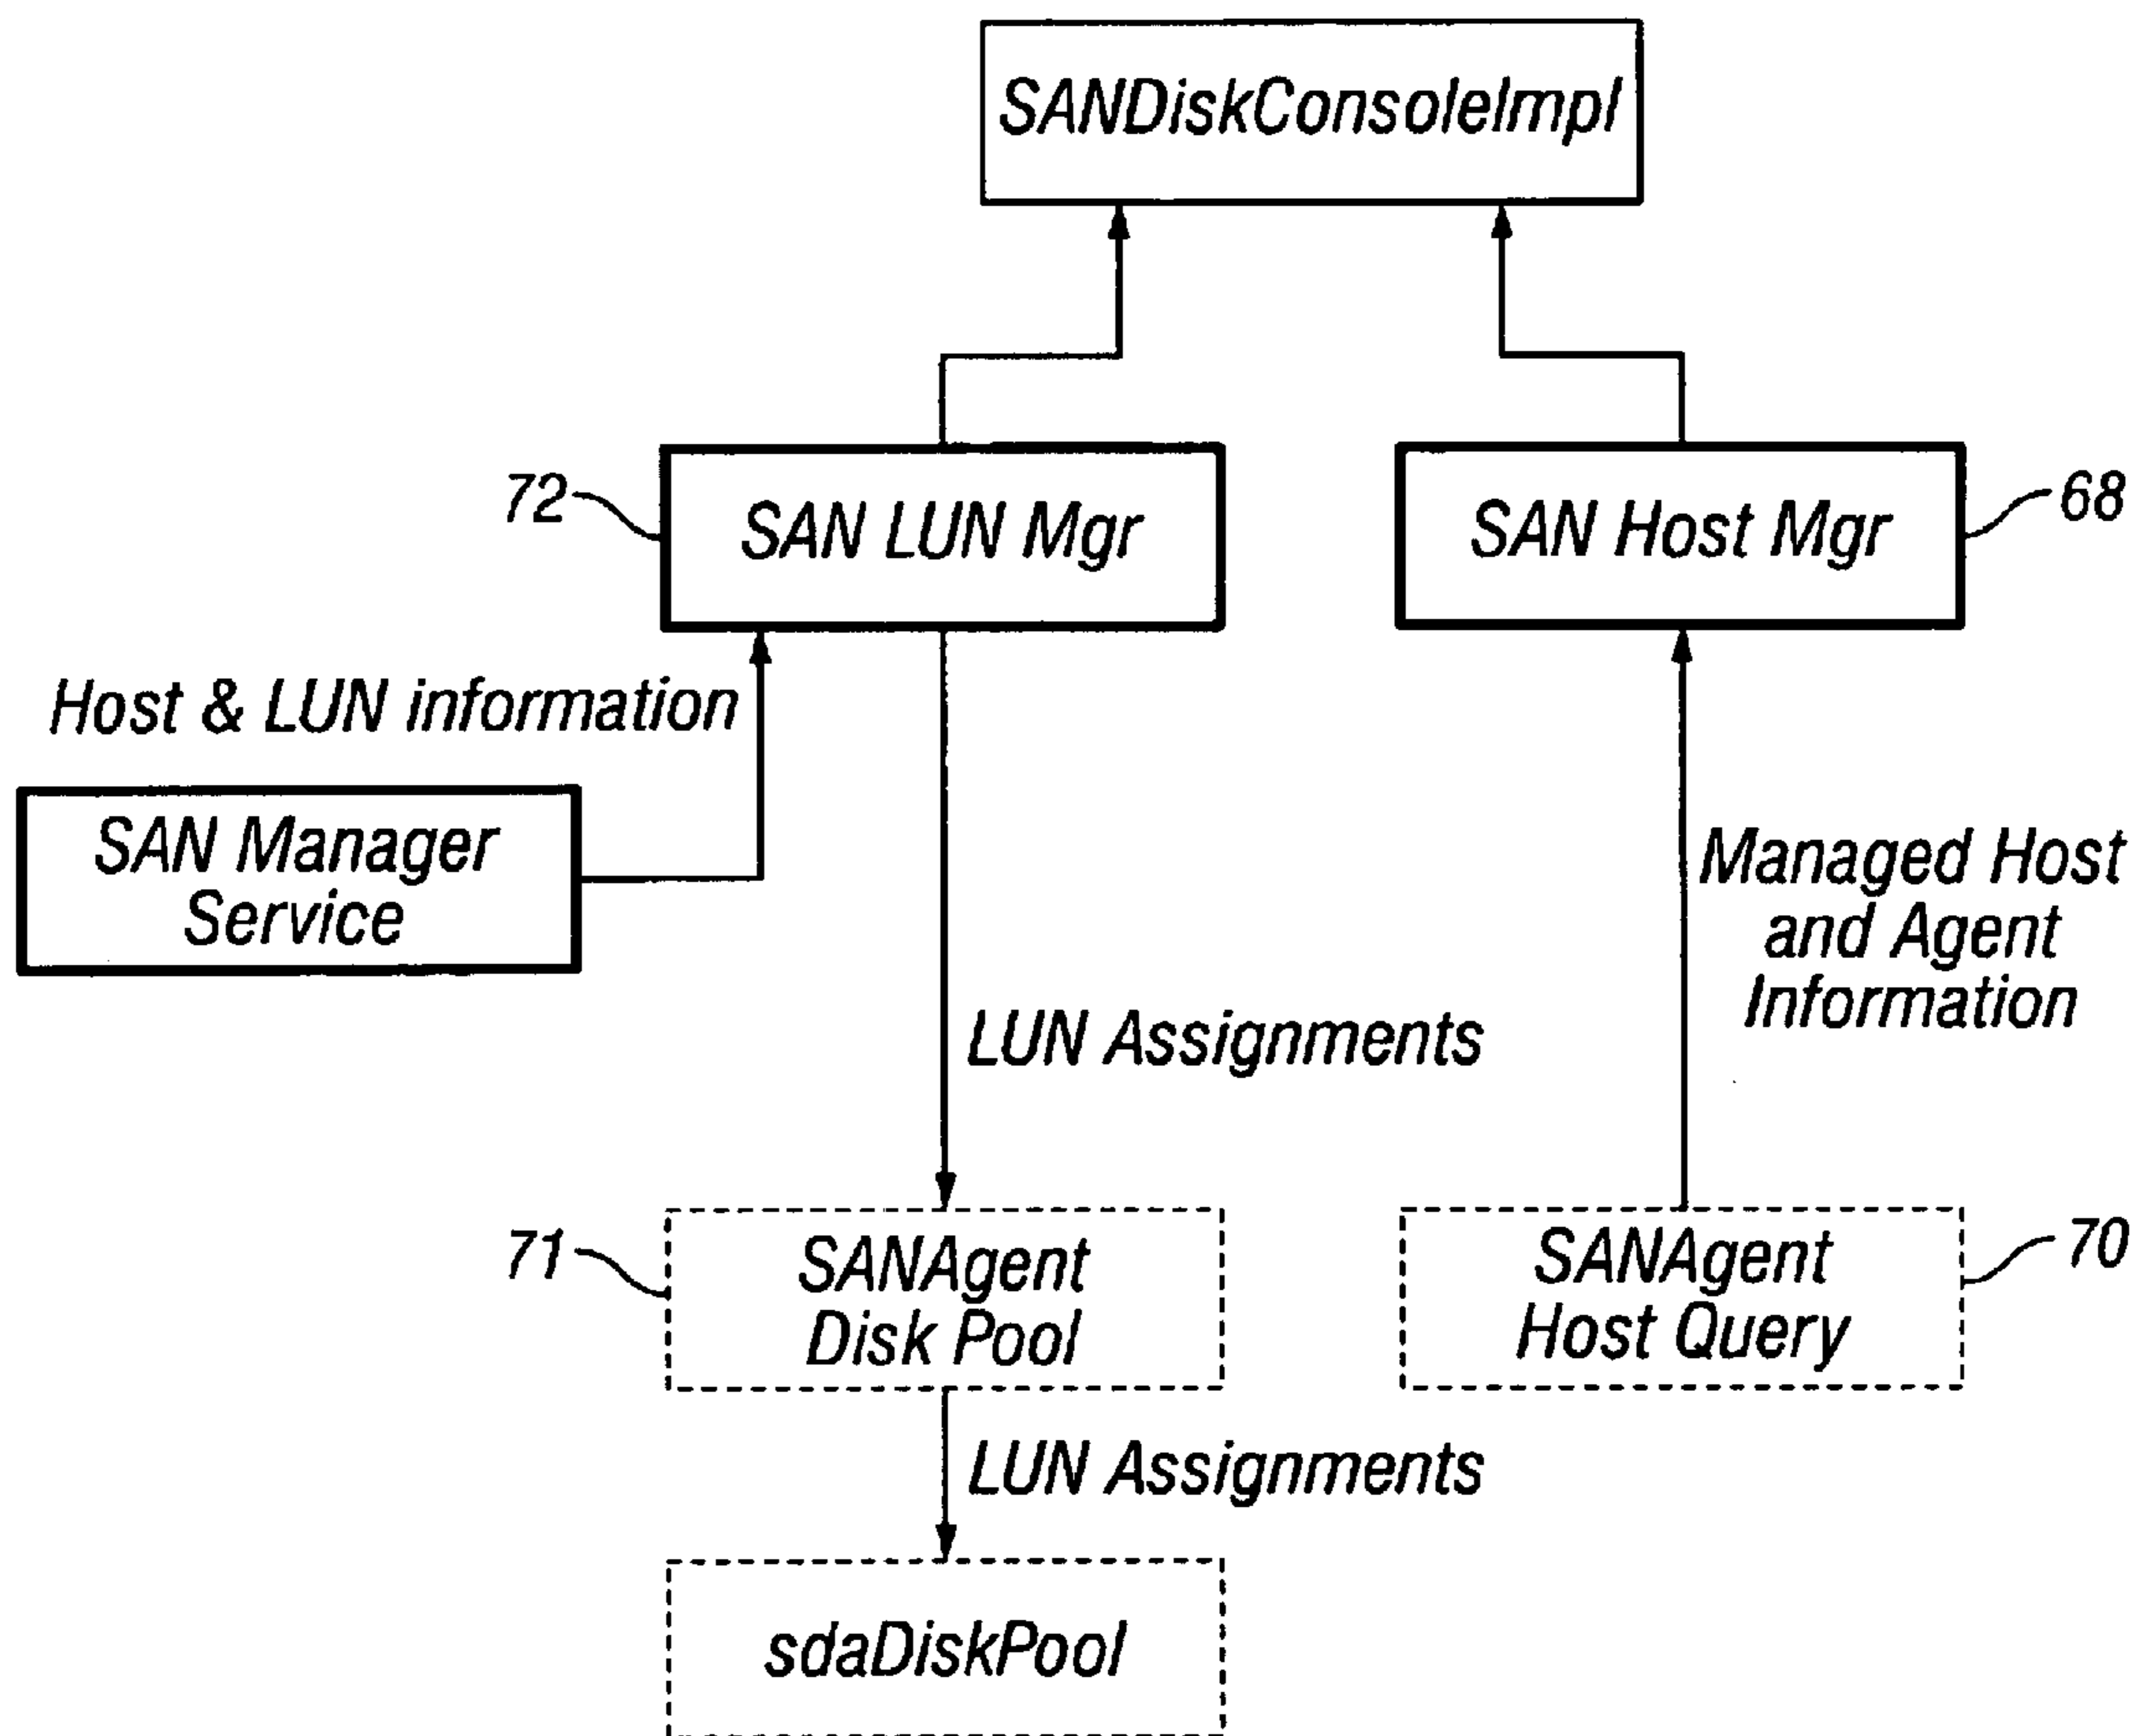 SANDiskConsoleImpl
72
SAN LUN Mgr
SAN Host Mgr
68
Host & LUN information
SAN Manager
Service
Managed Host
and Agent
Information
LUN Assignments
71
SANAgent
Disk Pool
SANAgent
Host Query
70
LUN Assignments
sdaDiskPool